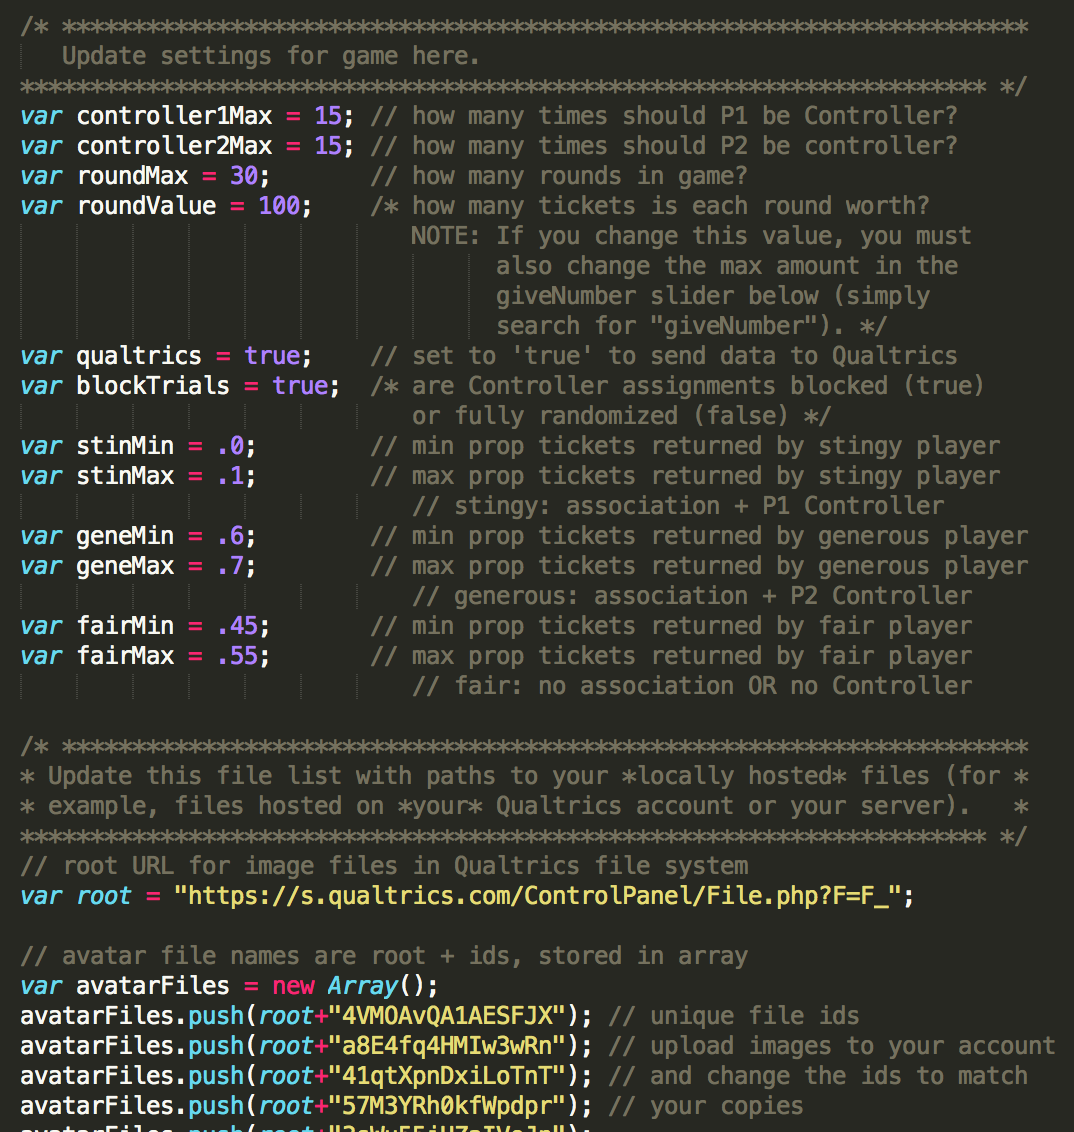 /* *********************************************************************
Update settings for game here.
********************************************************************* */
var controller1Max = 15; // how many times should P1 be Controller?
var controller2Max = 15; // how many times should P2 be controller?
var roundMax = 30; // how many rounds in game?
var roundValue = 100; /* how many tickets is each round worth?
NOTE: If you change this value, you must
also change the max amount in the
giveNumber slider below (simply
search for "giveNumber"). */
var qualtrics = true; // set to 'true' to send data to Qualtrics
var blockTrials = true; /* are Controller assignments blocked (true)
or fully randomized (false) */
var stinMin = .0; // min prop tickets returned by stingy player
var stinMax = .1; // max prop tickets returned by stingy player
// stingy: association + P1 Controller
var geneMin = .6; // min prop tickets returned by generous player
var geneMax = .7; // max prop tickets returned by generous player
// generous: association + P2 Controller
var fairMin = .45; // min prop tickets returned by fair player
var fairMax = .55; // max prop tickets returned by fair player
// fair: no association OR no Controller
/* *********************************************************************
* Update this file list with paths to your *locally hosted* files (for *
* example, files hosted on *your* Qualtrics account or your server). *
********************************************************************* */
// root URL for image files in Qualtrics file system
var root = "https://s.qualtrics.com/ControlPanel/File.php?F=F_";
// avatar file names are root + ids, stored in array
var avatarFiles = new Array();
avatarFiles.push(root+"4VMOAvQA1AESFJX"); // unique file ids
avatarFiles.push(root+"a8E4fq4HMIw3wRn"); // upload images to your account
avatarFiles.push(root+"41qtXpnDxiLoTnT"); // and change the ids to match
avatarFiles.push(root+"57M3YRh0kfWpdpr"); // your copies